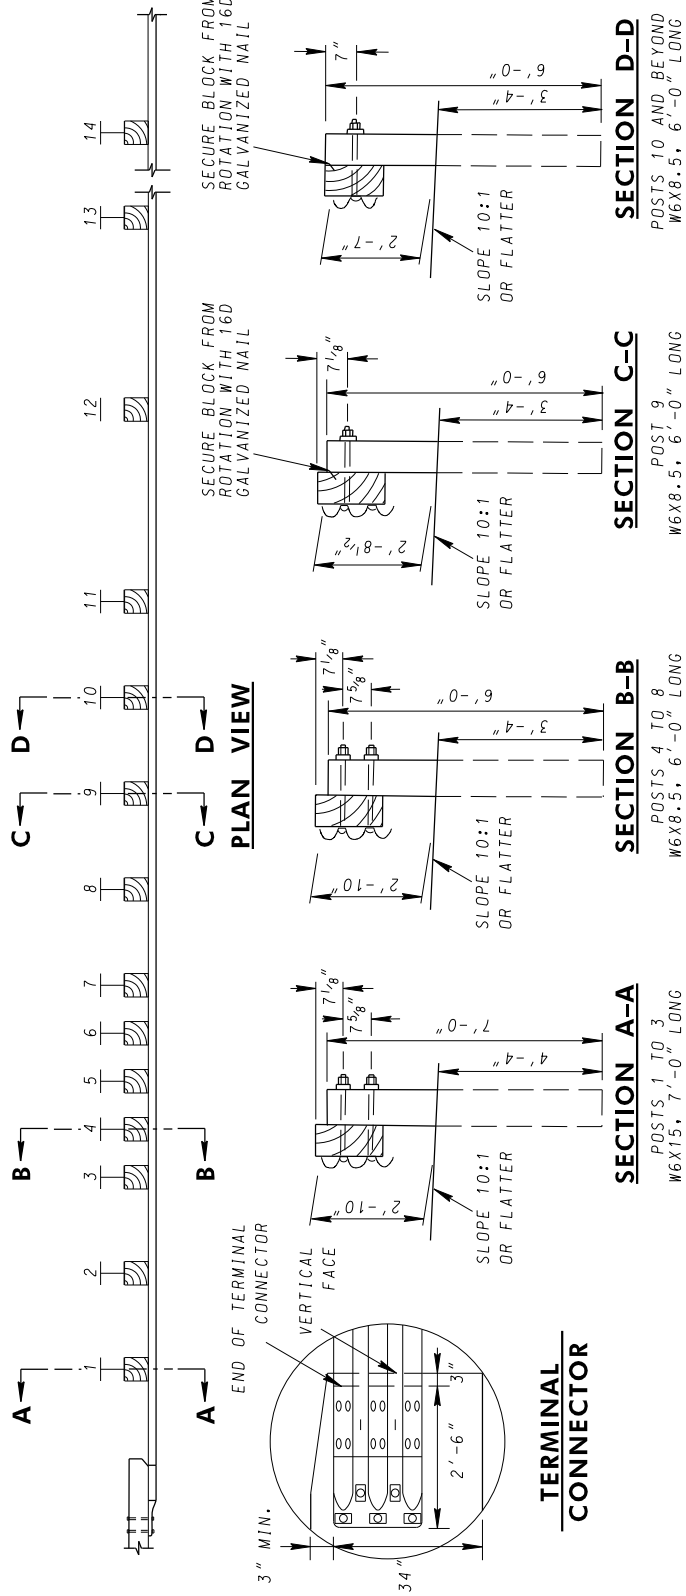 A
B
C
D
1
2
3
4
5
6
7
8
9
10
11
12
13
14
A
B
C
D
PLAN VIEW
END OF TERMINAL
CONNECTOR
VERTICAL
FACE
3" MIN.
34"
2'-6"
3"
TERMINAL
CONNECTOR
7 1/8"
7 5/8"
2'-10"
7'-0"
4'-4"
SLOPE 10:1
OR FLATTER
SECTION A-A
POSTS 1 TO 3
W6X15, 7'-0" LONG
7 1/8"
7 5/8"
2'-10"
6'-0"
3'-4"
SLOPE 10:1
OR FLATTER
SECTION B-B
POSTS 4 TO 8
W6X8.5, 6'-0" LONG
SECURE BLOCK FROM
ROTATION WITH 16D
GALVANIZED NAIL
7 1/8"
2'-8 1/2"
6'-0"
3'-4"
SLOPE 10:1
OR FLATTER
SECTION C-C
POST 9
W6X8.5, 6'-0" LONG
SECURE BLOCK FROM
ROTATION WITH 16D
GALVANIZED NAIL
7"
2'-7"
6'-0"
3'-4"
SLOPE 10:1
OR FLATTER
SECTION D-D
POSTS 10 AND BEYOND
W6X8.5, 6'-0" LONG